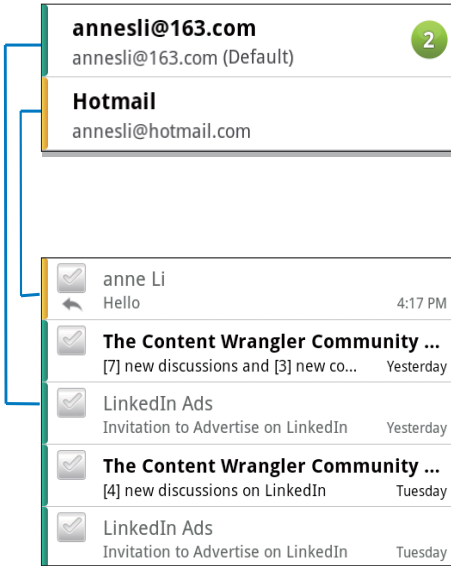 annesli@163.com
annesli@163.com (Default)
2
Hotmail
annesli@hotmail.com
anne Li
Hello 4:17 PM
The Content Wrangler Community ...
[7] new discussions and [3] new co... Yesterday
LinkedIn Ads
Invitation to Advertise on LinkedIn Yesterday
The Content Wrangler Community ...
[4] new discussions on LinkedIn Tuesday
LinkedIn Ads
Invitation to Advertise on LinkedIn Tuesday